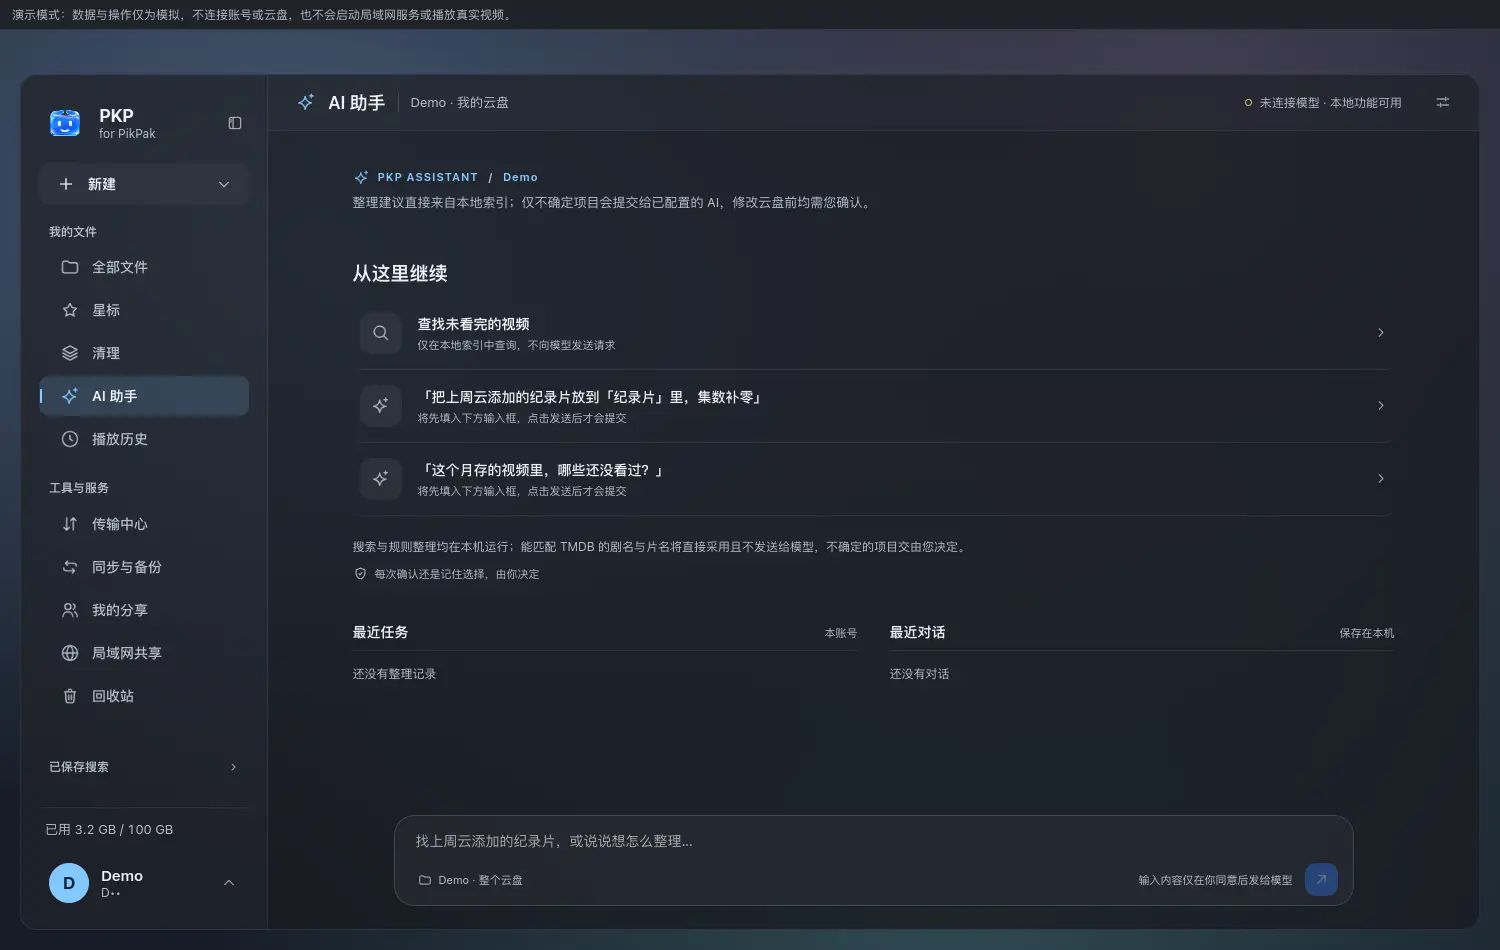 演示模式：数据与操作仅为模拟，不连接账号或云盘，也不会启动局域网服务或播放真实视频。
PKP
for PikPak
新建
我的文件
全部文件
星标
清理
AI 助手
播放历史
工具与服务
传输中心
同步与备份
我的分享
局域网共享
回收站
已保存搜索
已用 3.2 GB / 100 GB
D
Demo
D••
AI 助手
Demo · 我的云盘
未连接模型 · 本地功能可用
PKP ASSISTANT / Demo
整理建议直接来自本地索引；仅不确定项目会提交给已配置的 AI，修改云盘前均需您确认。
从这里继续
查找未看完的视频
仅在本地索引中查询，不向模型发送请求
「把上周云添加的纪录片放到「纪录片」里，集数补零」
将先填入下方输入框，点击发送后才会提交
「这个月存的视频里，哪些还没看过？」
将先填入下方输入框，点击发送后才会提交
搜索与规则整理均在本机运行；能匹配 TMDB 的剧名与片名将直接采用且不发送给模型，不确定的项目交由您决定。
每次确认还是记住选择，由你决定
最近任务
本账号
还没有整理记录
最近对话
保存在本机
还没有对话
找上周云添加的纪录片，或说说想怎么整理...
Demo · 整个云盘
输入内容仅在你同意后发给模型